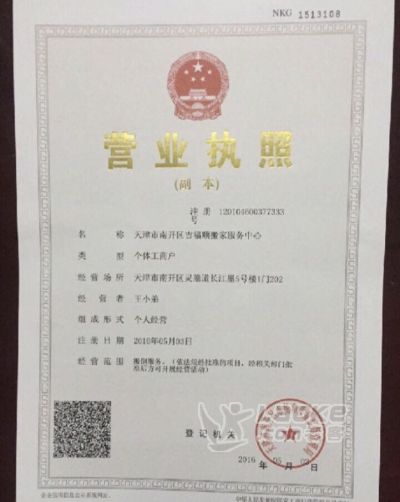 NKG 1513108
营业执照
(副本)
注册号 120104600377333
名称 天津市南开区吉福顺搬家服务中心
类型 个体工商户
经营场所 天津市南开区灵隐道长江里5号楼1门202
经营者 王小弟
组成形式 个人经营
注册日期 2016年05月03日
经营范围 搬倒服务。(依法须经批准的项目,经相关部门批
准后方可开展经营活动)
登记机关
2016 年 05 月